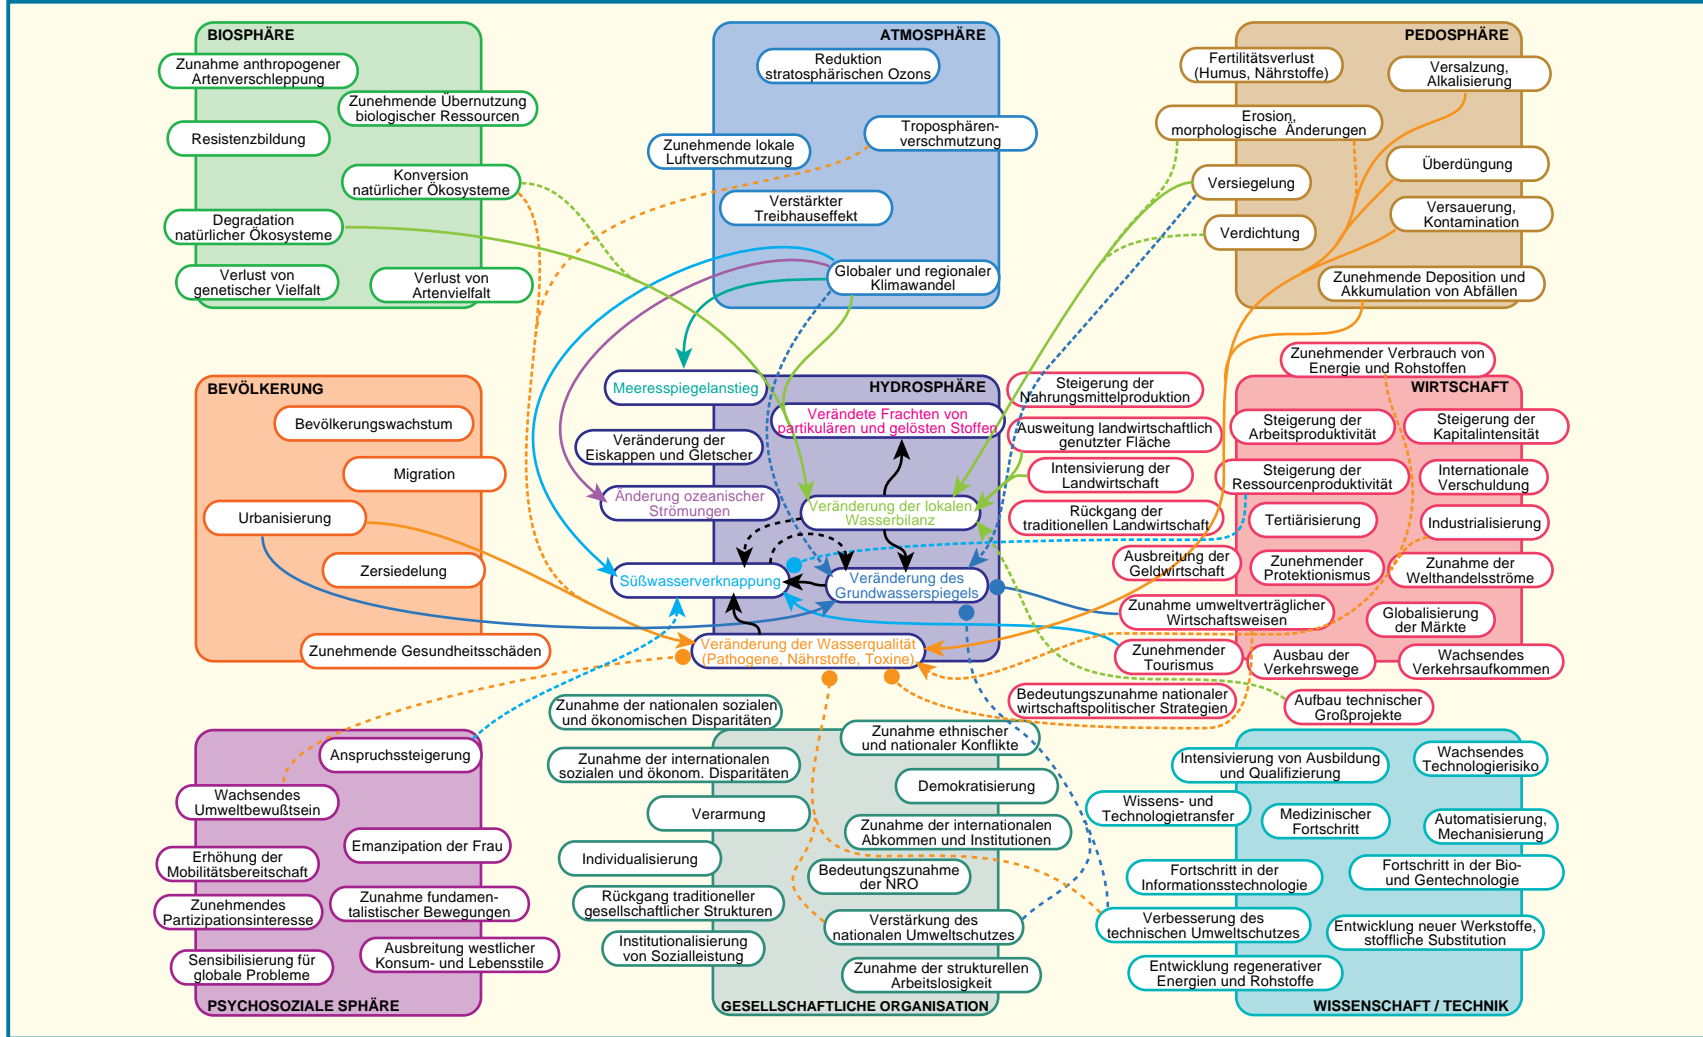 BIOSPHÄRE
Zunahme anthropogener
Artenverschleppung
Zunehmende Übernutzung
biologischer Ressourcen
Resistenzbildung
Konversion
natürlicher Ökosysteme
Degradation
natürlicher Ökosysteme
Verlust von
genetischer Vielfalt
Verlust von
Artenvielfalt
ATMOSPHÄRE
Reduktion
stratosphärischen Ozons
Troposphären-
verschmutzung
Zunehmende lokale
Luftverschmutzung
Verstärkter
Treibhauseffekt
Globaler und regionaler
Klimawandel
PEDOSPHÄRE
Fertilitätsverlust
(Humus, Nährstoffe)
Versalzung,
Alkalisierung
Erosion,
morphologische Änderungen
Überdüngung
Versiegelung
Versauerung,
Kontamination
Verdichtung
Zunehmende Deposition und
Akkumulation von Abfällen
BEVÖLKERUNG
Bevölkerungswachstum
Migration
Urbanisierung
Zersiedelung
Zunehmende Gesundheitsschäden
HYDROSPHÄRE
Meeresspiegelanstieg
Verändete Frachten von
partikulären und gelösten Stoffen
Veränderung der
Eiskappen und Gletscher
Änderung ozeanischer
Strömungen
Veränderung der lokalen
Wasserbilanz
Süßwasserverknappung
Veränderung des
Grundwasserspiegels
Veränderung der Wasserqualität
(Pathogene, Nährstoffe, Toxine)
WIRTSCHAFT
Zunehmender Verbrauch von
Energie und Rohstoffen
Steigerung der
Nahrungsmittelproduktion
Ausweitung landwirtschaftlich
genutzter Fläche
Steigerung der
Arbeitsproduktivität
Steigerung der
Kapitalintensität
Intensivierung der
Landwirtschaft
Steigerung der
Ressourcenproduktivität
Internationale
Verschuldung
Rückgang der
traditionellen Landwirtschaft
Tertiärisierung
Industrialisierung
Ausbreitung der
Geldwirtschaft
Zunehmender
Protektionismus
Zunahme der
Welthandelsströme
Zunahme umweltverträglicher
Wirtschaftsweisen
Globalisierung
der Märkte
Zunehmender
Tourismus
Ausbau der
Verkehrswege
Wachsendes
Verkehrsaufkommen
Bedeutungszunahme nationaler
wirtschaftspolitischer Strategien
Aufbau technischer
Großprojekte
Anspruchssteigerung
Wachsendes
Umweltbewußtsein
Emanzipation der Frau
Erhöhung der
Mobilitätsbereitschaft
Zunahme fundamen-
talistischer Bewegungen
Zunehmendes
Partizipationsinteresse
Ausbreitung westlicher
Konsum- und Lebensstile
Sensibilisierung für
globale Probleme
PSYCHOSOZIALE SPHÄRE
Zunahme der nationalen sozialen
und ökonomischen Disparitäten
Zunahme ethnischer
und nationaler Konflikte
Zunahme der internationalen
sozialen und ökonom. Disparitäten
Demokratisierung
Verarmung
Zunahme der internationalen
Abkommen und Institutionen
Individualisierung
Bedeutungszunahme
der NRO
Rückgang traditioneller
gesellschaftlicher Strukturen
Verstärkung des
nationalen Umweltschutzes
Institutionalisierung
von Sozialleistung
Zunahme der strukturellen
Arbeitslosigkeit
GESELLSCHAFTLICHE ORGANISATION
Intensivierung von Ausbildung
und Qualifizierung
Wachsendes
Technologierisiko
Wissens- und
Technologietransfer
Medizinischer
Fortschritt
Automatisierung,
Mechanisierung
Fortschritt in der
Informationsstechnologie
Fortschritt in der Bio-
und Gentechnologie
Verbesserung des
technischen Umweltschutzes
Entwicklung neuer Werkstoffe,
stoffliche Substitution
Entwicklung regenerativer
Energien und Rohstoffe
WISSENSCHAFT / TECHNIK